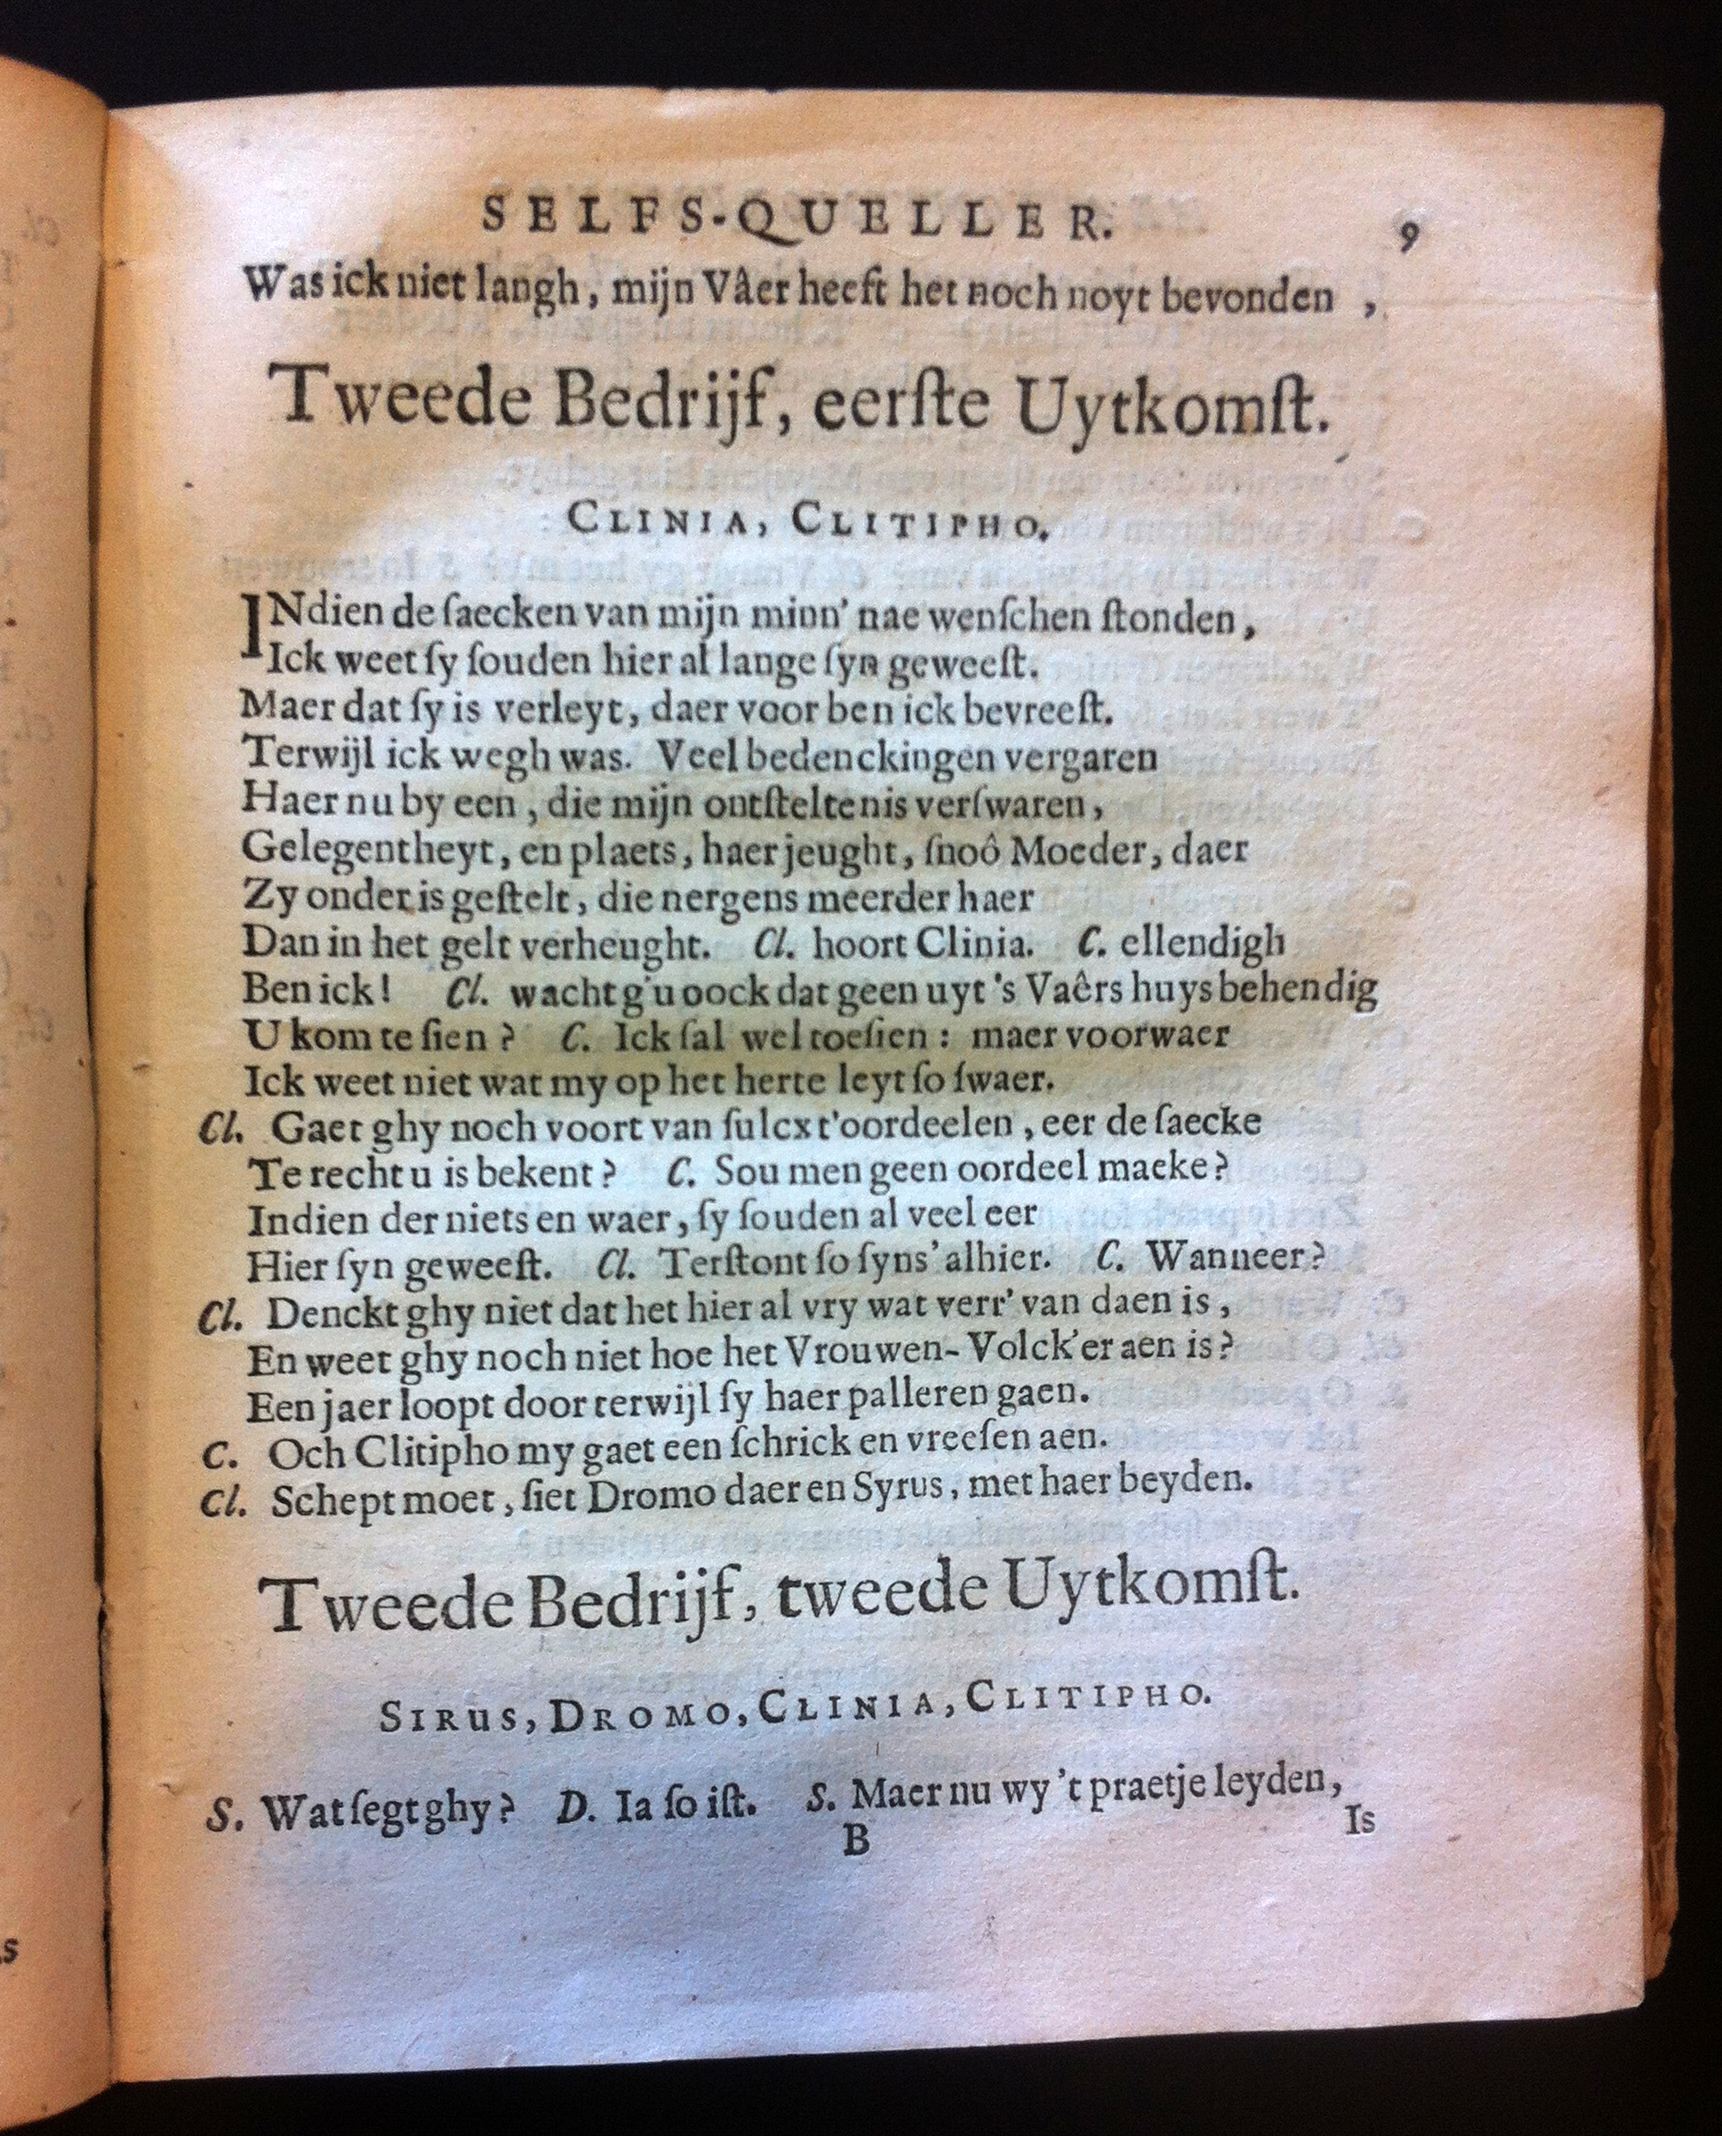 SELFS-QUELLER. 9
Was ick niet langh, mijn Vâer heeft het noch noyt bevonden ,
Tweede Bedrijf, eerſte Uytkomſt.
CLINIA, CLITIPHO.
INdien de ſaecken van mijn minn' nae wenſchen ſtonden,
Ick weet ſy ſouden hier al lange ſyn geweeſt.
Maer dat ſy is verleyt, daer voor ben ick bevreeſt.
Terwijl ick wegh was. Veel bedenckingen vergaren
Haer nu by een, die mijn ontſteltenis verſwaren,
Gelegentheyt, en plaets, haer jeught, ſnoô Moeder, daer
Zy onder is geſtelt, die nergens meerder haer
Dan in het gelt verheught. Cl. hoort Clinia. C. ellendigh
Ben ick! Cl. wacht g'u oock dat geen uyt 's Vaêrs huys behendig
U kom te ſien? C. Ick ſal wel toeſien: maer voorwaer
Ick weet niet wat my op het herte leyt ſo ſwaer.
Cl. Gaet ghy noch voort van ſulcx t'oordeelen, eer de ſaecke
Te recht u is bekent? C. Sou men geen oordeel maeke?
Indien der niets en waer, ſy ſouden al veel eer
Hier ſyn geweeſt. Cl. Terſtont ſo ſyns' alhier. C. Wanneer?
Cl. Denckt ghy niet dat het hier al vry wat verr' van daen is,
En weet ghy noch niet hoe het Vrouwen-Volck'er aen is?
Een jaer loopt door terwijl ſy haer palleren gaen.
C. Och Clitipho my gaet een ſchrick en vreeſen aen.
Cl. Schept moet, ſiet Dromo daer en Syrus, met haer beyden.
Tweede Bedrijf, tweede Uytkomſt.
SIRUS, DROMO, CLINIA, CLITIPHO.
S. Wat ſegt ghy? D. Ia ſo iſt. S. Maer nu wy 't praetje leyden,
B Is